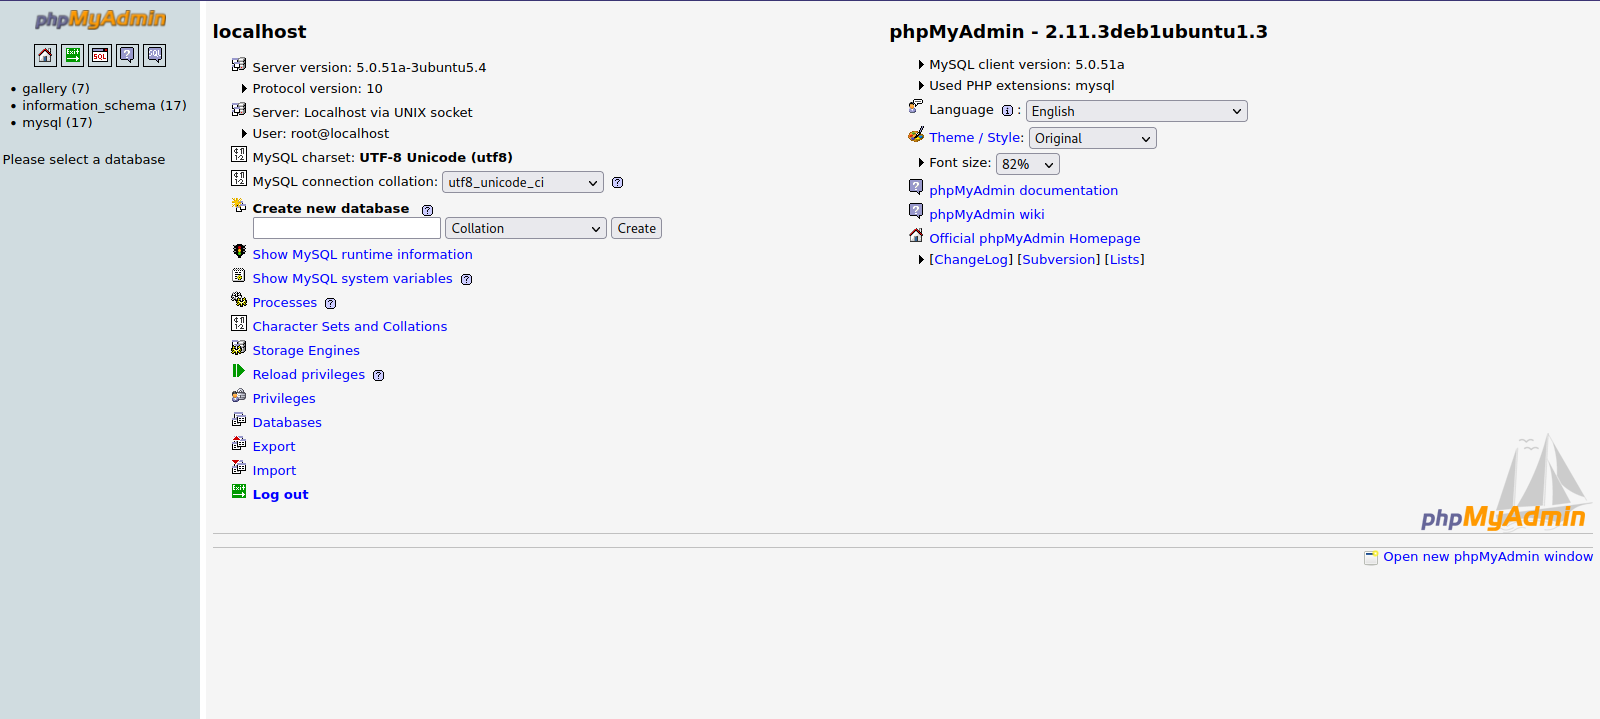 phpMyAdmin
Exit
SQL
SQL
gallery (7)
information_schema (17)
mysql (17)
Please select a database
localhost
Server version: 5.0.51a-3ubuntu5.4
Protocol version: 10
Server: Localhost via UNIX socket
User: root@localhost
MySQL charset: UTF-8 Unicode (utf8)
MySQL connection collation: utf8_unicode_ci
Create new database
Collation Create
Show MySQL runtime information
Show MySQL system variables
Processes
Character Sets and Collations
Storage Engines
Reload privileges
Privileges
Databases
Export
Import
Exit Log out
phpMyAdmin - 2.11.3deb1ubuntu1.3
MySQL client version: 5.0.51a
Used PHP extensions: mysql
Language : English
Theme / Style: Original
Font size: 82%
phpMyAdmin documentation
phpMyAdmin wiki
Official phpMyAdmin Homepage
[ChangeLog] [Subversion] [Lists]
phpMyAdmin
Open new phpMyAdmin window